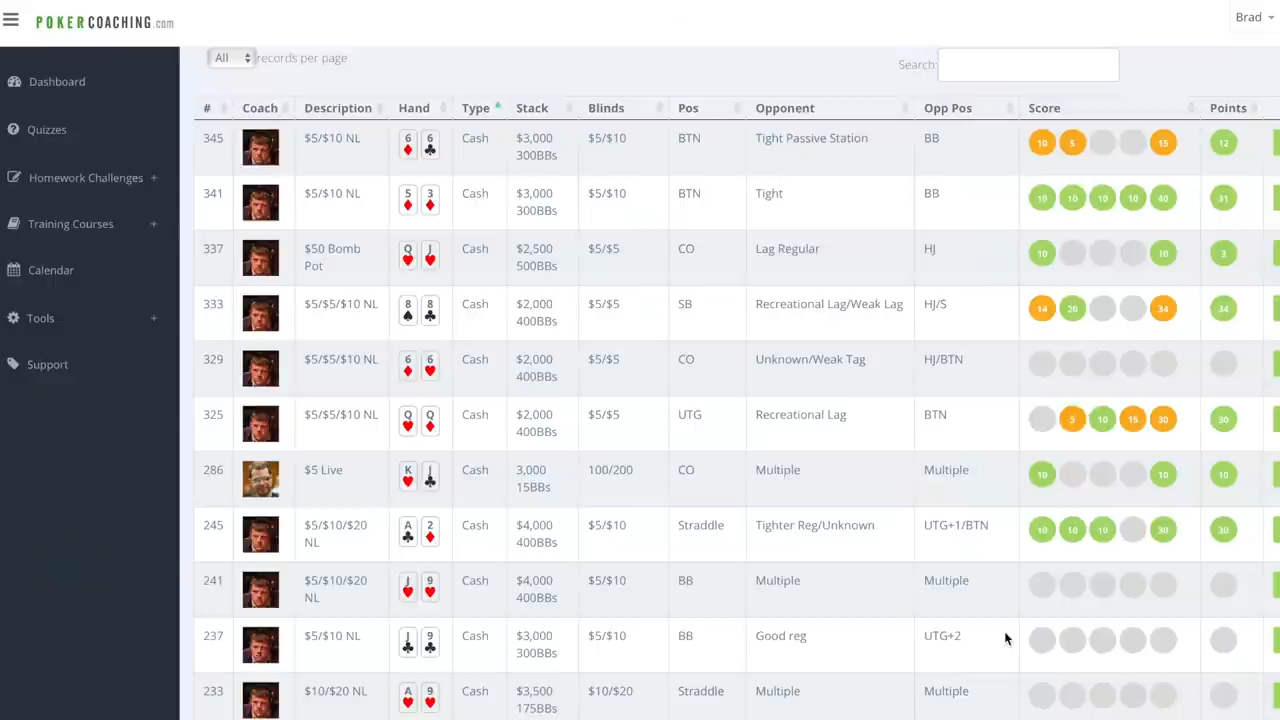 POKERCOACHING.com
Brad
Dashboard
Quizzes
Homework Challenges +
Training Courses +
Calendar
Tools +
Support
All records per page
Search:
# Coach Description Hand Type Stack Blinds Pos Opponent Opp Pos Score Points
345 $5/$10 NL 6 6 Cash $3,000 $5/$10 BTN Tight Passive Station BB 10 5 15 12
300BBs
341 $5/$10 NL 5 3 Cash $3,000 $5/$10 BTN Tight BB 10 10 10 10 40 31
300BBs
337 $50 Bomb Q J Cash $2,500 $5/$5 CO Lag Regular HJ 10 10 3
Pot 500BBs
333 $5/$5/$10 NL 8 8 Cash $2,000 $5/$5 SB Recreational Lag/Weak Lag HJ/S 14 20 34 34
400BBs
329 $5/$5/$10 NL 6 6 Cash $2,000 $5/$5 CO Unknown/Weak Tag HJ/BTN
400BBs
325 $5/$5/$10 NL Q Q Cash $2,000 $5/$5 UTG Recreational Lag BTN 5 10 15 30 30
400BBs
286 $5 Live K J Cash 3,000 100/200 CO Multiple Multiple 10 10 10
15BBs
245 $5/$10/$20 A 2 Cash $4,000 $5/$10 Straddle Tighter Reg/Unknown UTG+1/BTN 10 10 10 30 30
NL 400BBs
241 $5/$10/$20 J 9 Cash $4,000 $5/$10 BB Multiple Multiple
NL 400BBs
237 $5/$10 NL J 9 Cash $3,000 $5/$10 BB Good reg UTG+2
300BBs
233 $10/$20 NL A 9 Cash $3,500 $10/$20 Straddle Multiple Multiple
175BBs